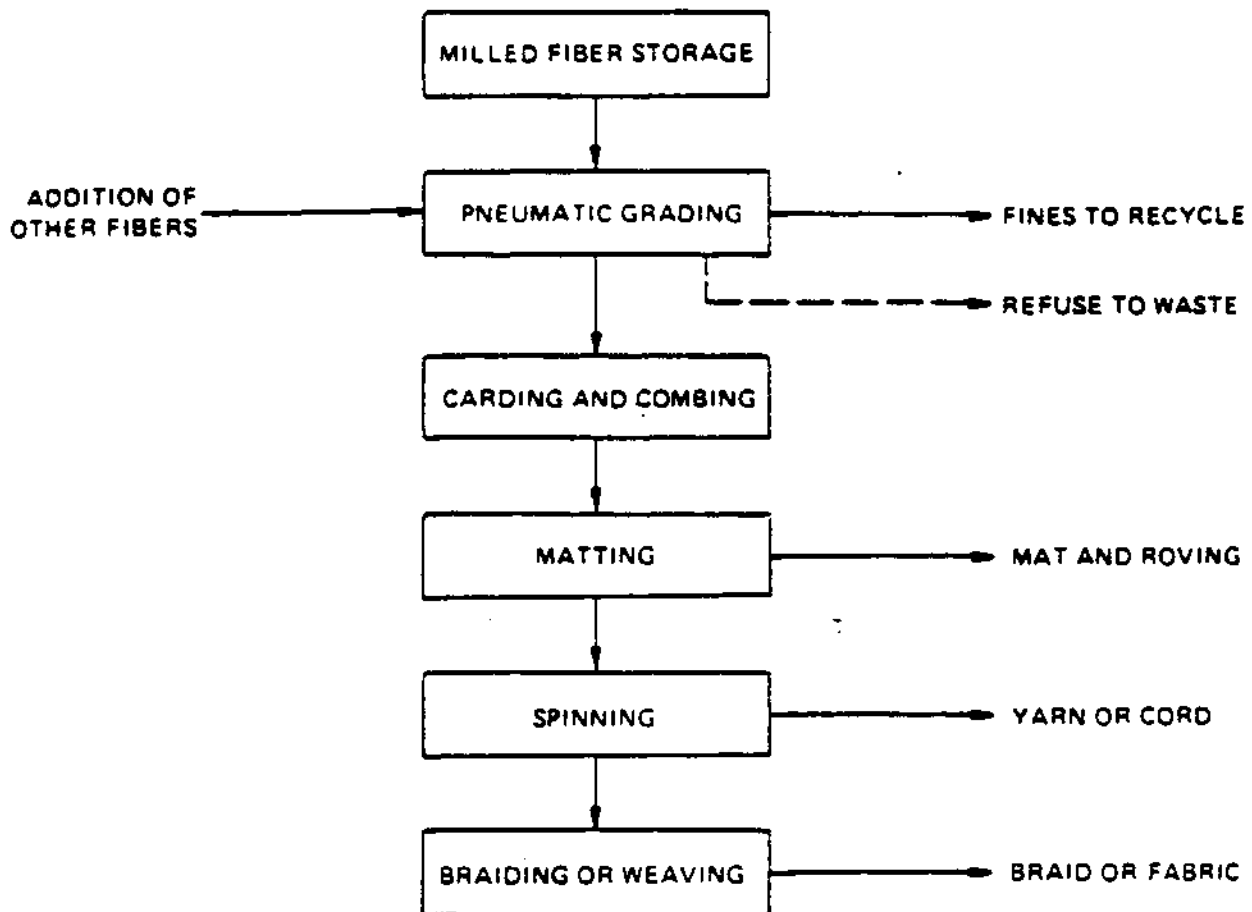 MILLED FIBER STORAGE
ADDITION OF
OTHER FIBERS
PNEUMATIC GRADING
FINES TO RECYCLE
REFUSE TO WASTE
CARDING AND COMBING
MATTING
MAT AND ROVING
SPINNING
YARN OR CORD
BRAIDING OR WEAVING
BRAID OR FABRIC